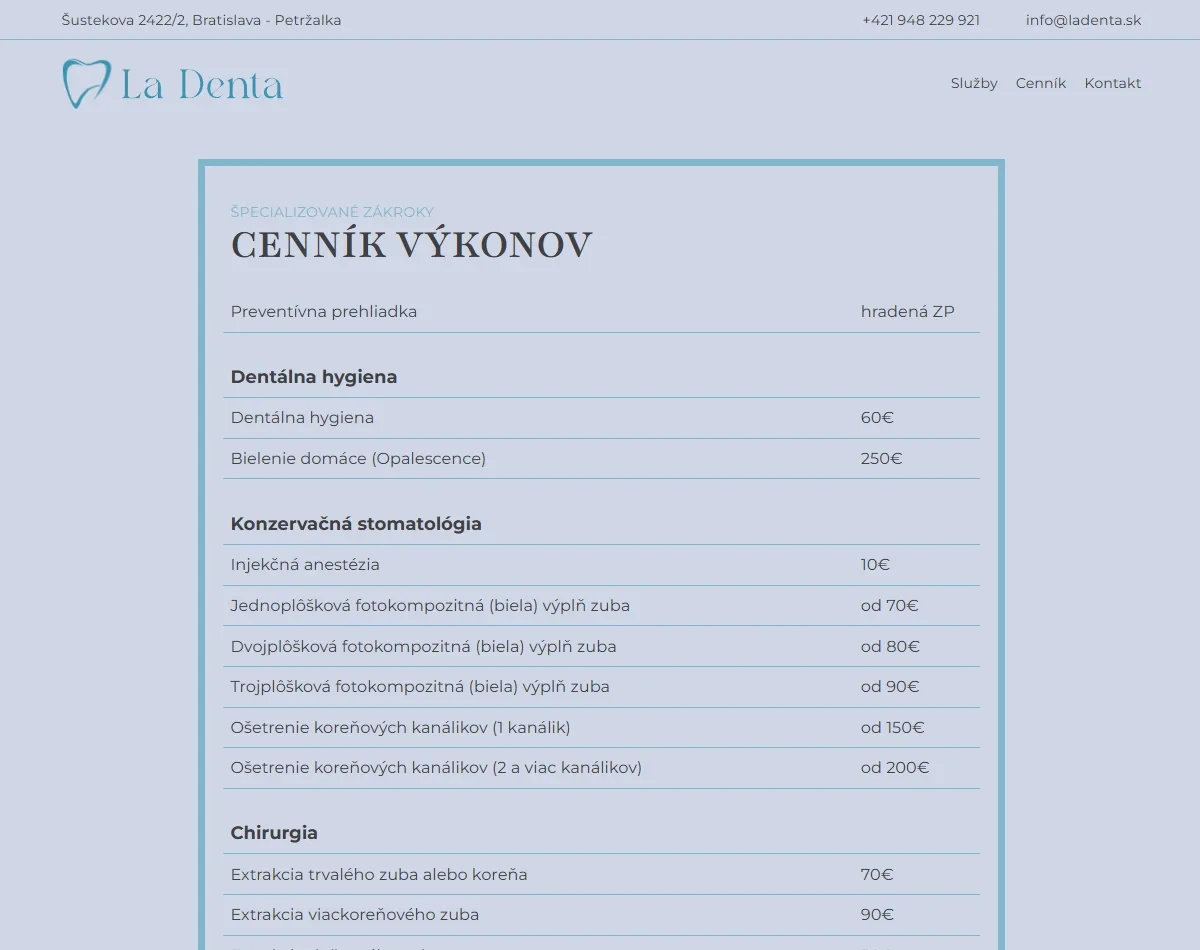 Šustekova 2422/2, Bratislava - Petržalka
+421 948 229 921
info@ladenta.sk
La Denta
Služby
Cenník
Kontakt
ŠPECIALIZOVANÉ ZÁKROKY
CENNÍK VÝKONOV
Preventívna prehliadka hradená ZP
Dentálna hygiena
Dentálna hygiena 60€
Bielenie domáce (Opalescence) 250€
Konzervačná stomatológia
Injekčná anestézia 10€
Jednoplôšková fotokompozitná (biela) výplň zuba od 70€
Dvojplôšková fotokompozitná (biela) výplň zuba od 80€
Trojplôšková fotokompozitná (biela) výplň zuba od 90€
Ošetrenie koreňových kanálikov (1 kanálik) od 150€
Ošetrenie koreňových kanálikov (2 a viac kanálikov) od 200€
Chirurgia
Extrakcia trvalého zuba alebo koreňa 70€
Extrakcia viackoreňového zuba 90€